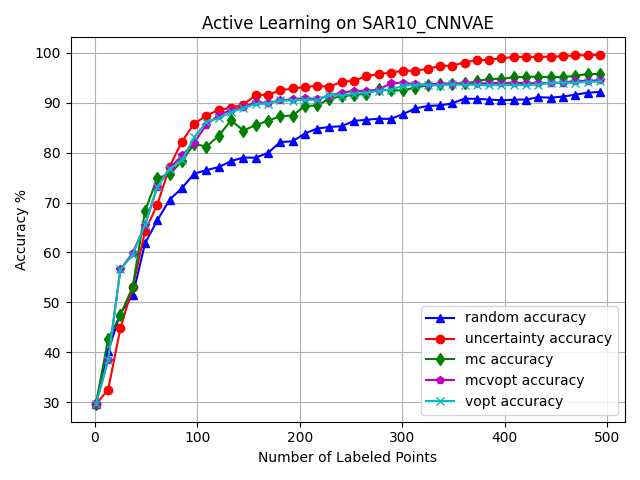 Active Learning on SAR10_CNNVAE
Accuracy %
100
90
80
70
60
50
40
30
0
100
200
300
400
500
Number of Labeled Points
random accuracy
uncertainty accuracy
mc accuracy
mcvopt accuracy
vopt accuracy